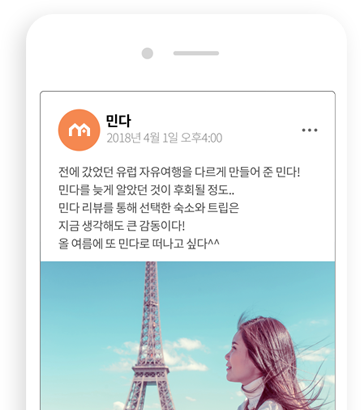 민다
2018년 4월 1일 오후4:00
전에 갔었던 유럽 자유여행을 다르게 만들어 준 민다!
민다를 늦게 알았던 것이 후회될 정도..
민다 리뷰를 통해 선택한 숙소와 트립은
지금 생각해도 큰 감동이다!
올 여름에 또 민다로 떠나고 싶다^^